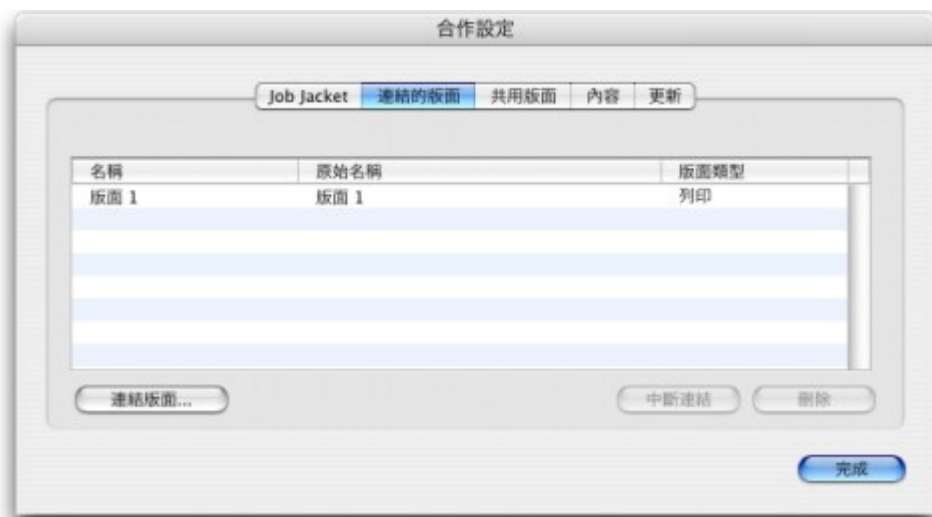 合作設定
Job Jacket 連結的版面 共用版面 內容 更新
名稱 原始名稱 版面類型
版面 1 版面 1 列印
連結版面... 中斷連結 刪除
完成